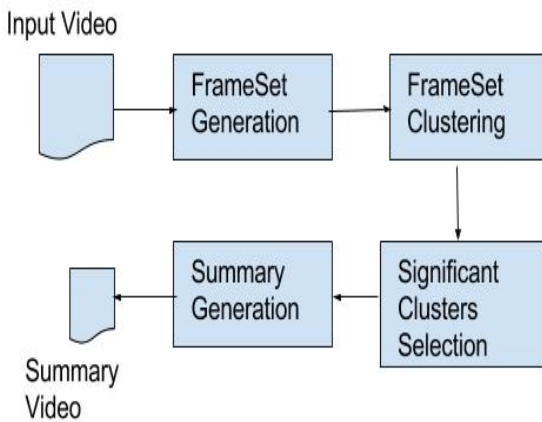 Input Video
FrameSet
Generation
FrameSet
Clustering
Significant
Clusters
Selection
Summary
Generation
Summary
Video